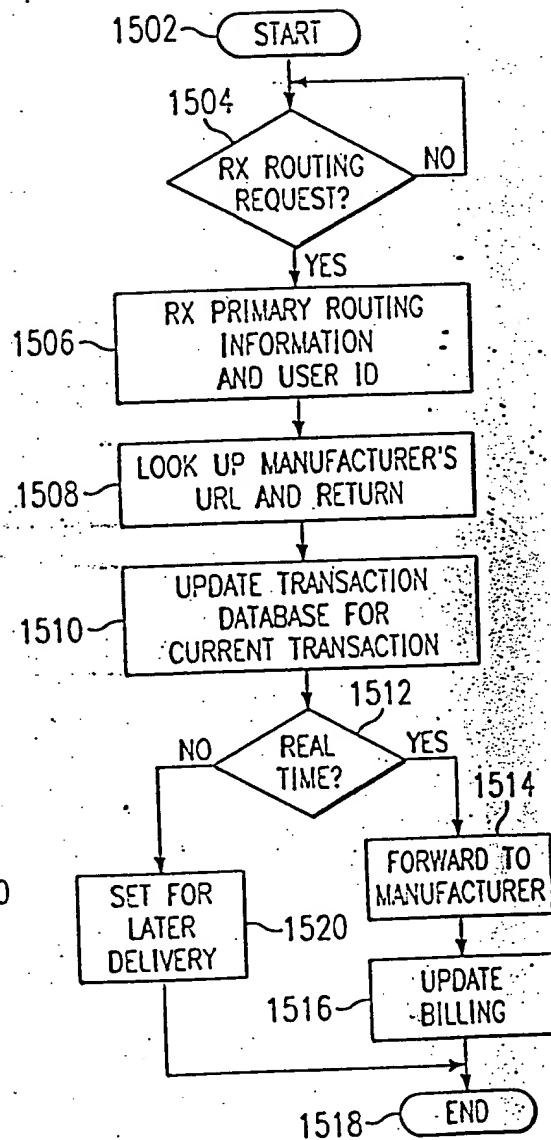 1502
START
1504
RX ROUTING
REQUEST?
NO
YES
1506
RX PRIMARY ROUTING
INFORMATION
AND USER ID
1508
LOOK UP MANUFACTURER'S
URL AND RETURN
1510
UPDATE TRANSACTION
DATABASE FOR
CURRENT TRANSACTION
1512
NO
REAL
TIME?
YES
1514
FORWARD TO
MANUFACTURER
0
SET FOR
LATER
DELIVERY
1520
1516
UPDATE
BILLING
1518
END